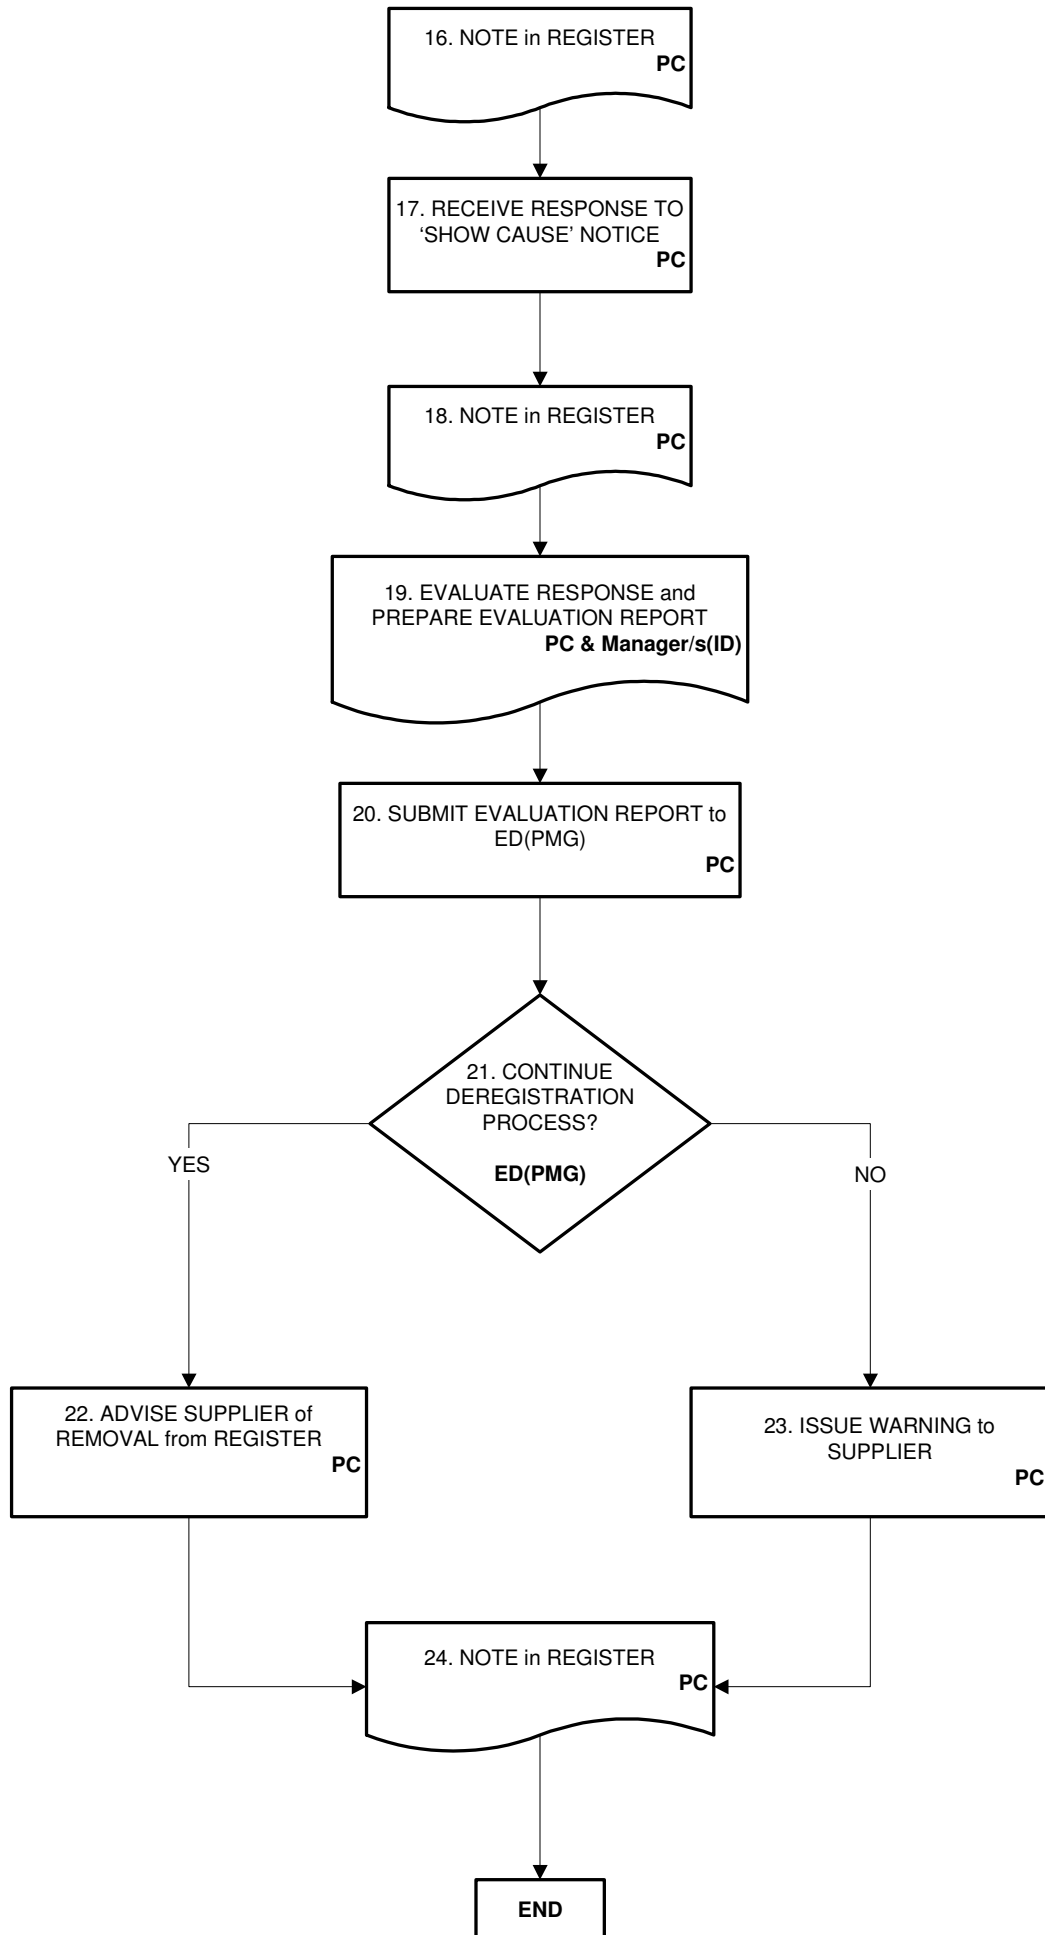 16. NOTE in REGISTER
PC
17. RECEIVE RESPONSE TO
‘SHOW CAUSE’ NOTICE
PC
18. NOTE in REGISTER
PC
19. EVALUATE RESPONSE and
PREPARE EVALUATION REPORT
PC & Manager/s(ID)
20. SUBMIT EVALUATION REPORT to
ED(PMG)
PC
21. CONTINUE
DEREGISTRATION
PROCESS?
ED(PMG)
YES
NO
22. ADVISE SUPPLIER of
REMOVAL from REGISTER
PC
23. ISSUE WARNING to
SUPPLIER
PC
24. NOTE in REGISTER
PC
END